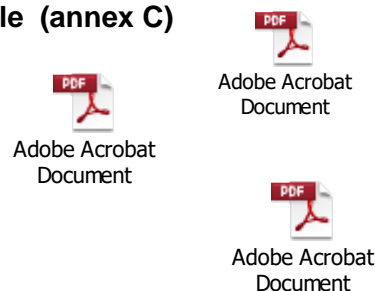 le (annex C)
PDF
Adobe Acrobat
Document
PDF
Adobe Acrobat
Document
PDF
Adobe Acrobat
Document